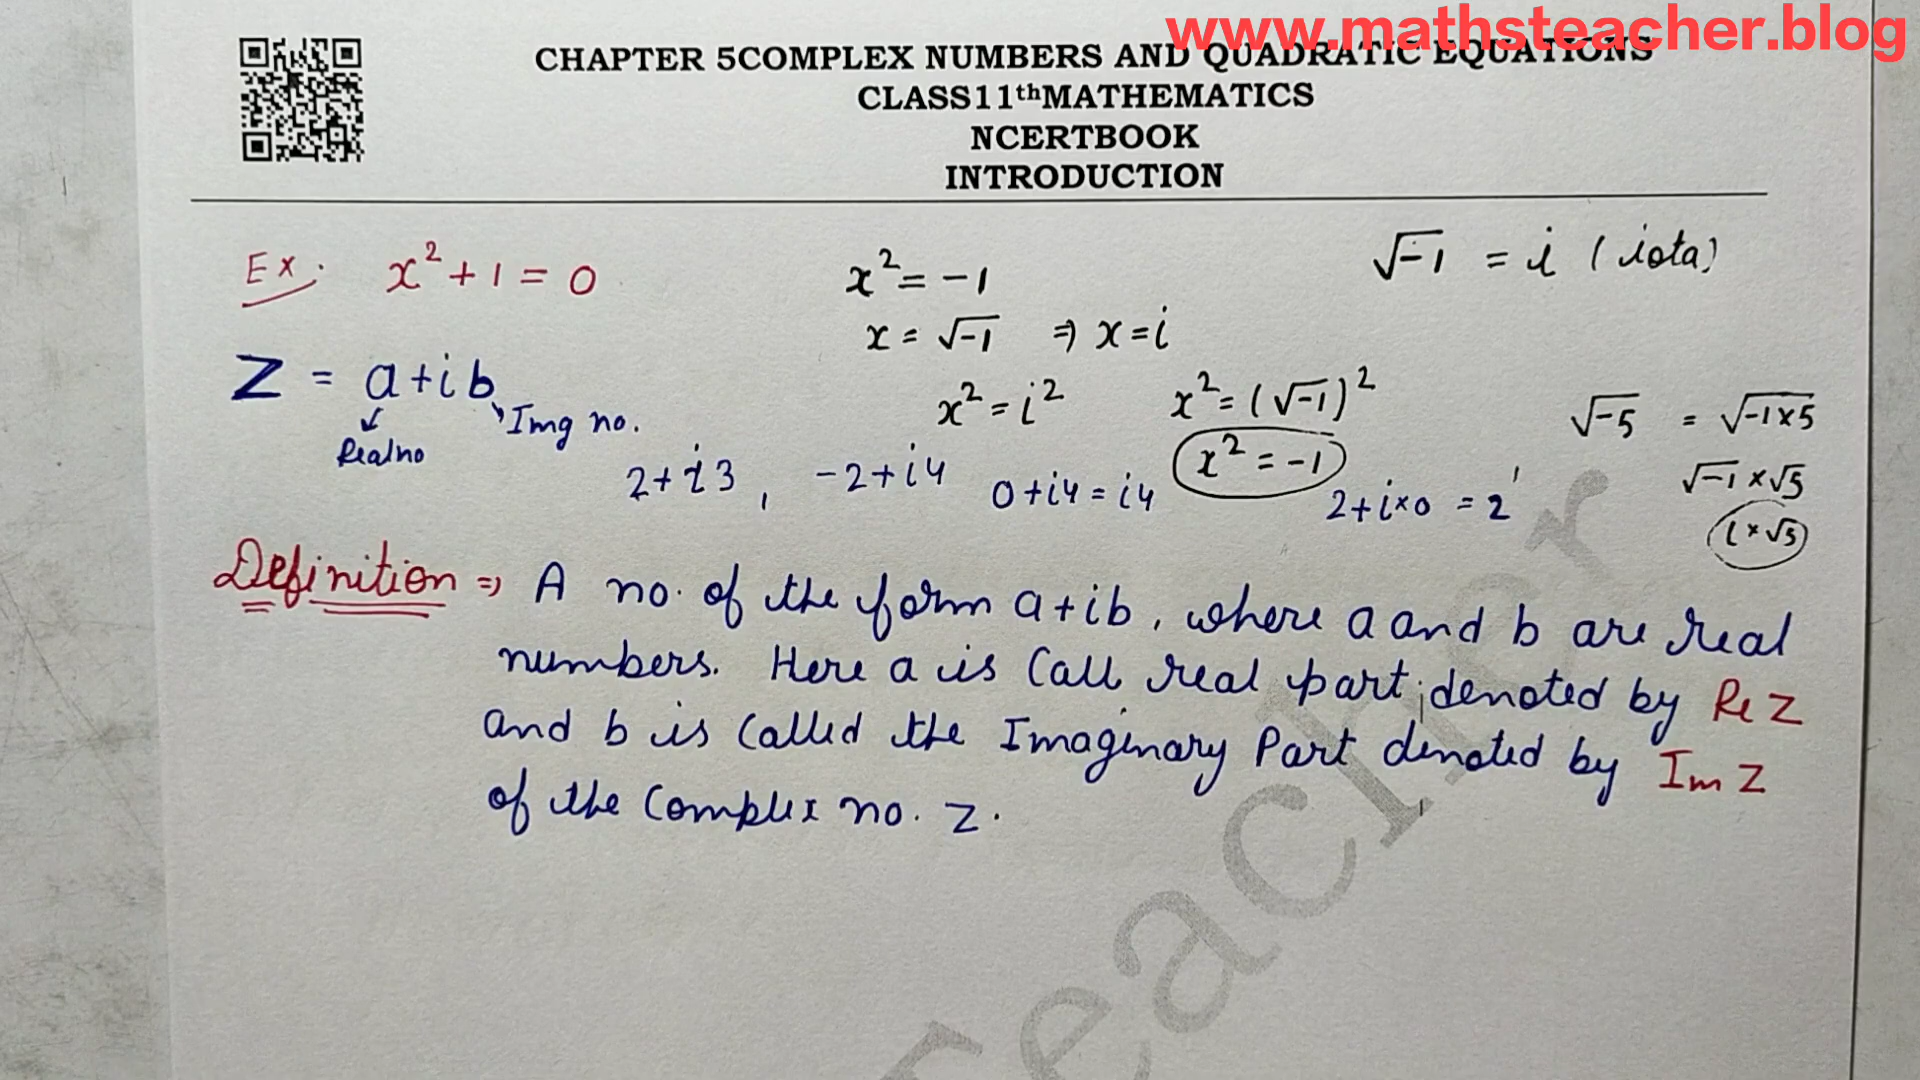 www.mathsteacher.blog
CHAPTER 5COMPLEX NUMBERS AND QUADRATIC EQUATIONS
CLASS11thMATHEMATICS
NCERTBOOK
INTRODUCTION
Ex. x² + 1 = 0
x² = -1
√-1 = i (iota)
x = √-1 ⇒ x = i
Z = a+ib
Real no
Img no.
x² = i²
x² = (√-1)²
x² = -1
√-5 = √-1×5
√-1 × √5
i × √5
2+i3 , -2+i4 0+i4 = i4 2+i×0 = 2
Definition ⇒ A no. of the form a+ib, where a and b are real
numbers. Here a is Call real part, denoted by Re Z
and b is called the Imaginary Part denoted by Im Z
of the Complex no. z.
Teacher